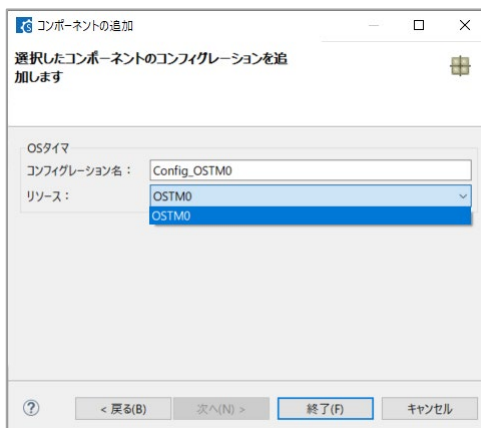 コンポーネントの追加
選択したコンポーネントのコンフィグレーションを追
加します
OSタイマ
コンフィグレーション名：
Config_OSTM0
リソース：
OSTM0
OSTM0
< 戻る(B)
次へ(N) >
終了(F)
キャンセル